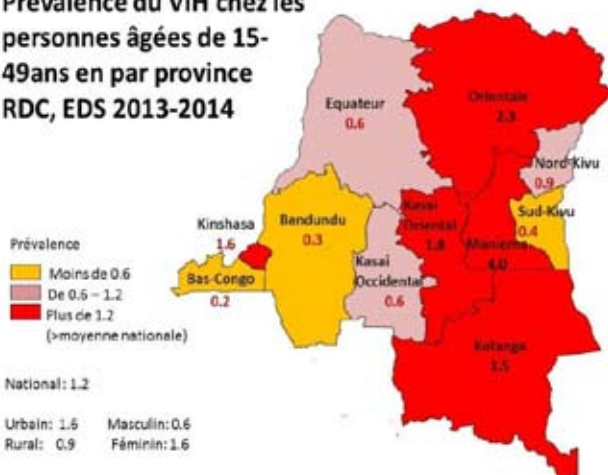 Prévalence du VIH chez les
personnes âgées de 15-
49ans en par province
RDC, EDS 2013-2014
Equateur
0.6
Orientale
2.3
Nord-Kivu
0.9
Sud-Kivu
0.4
Maniema
4.0
Kasai
Oriental
1.8
Kinshasa
1.6
Bandundu
0.3
Bas-Congo
0.2
Kasai
Occidental
0.6
Katanga
1.5
Prévalence
Moins de 0.6
De 0.6 – 1.2
Plus de 1.2
(>moyenne nationale)
National: 1.2
Urbain: 1.6 Masculin: 0.6
Rural: 0.9 Féminin: 1.6